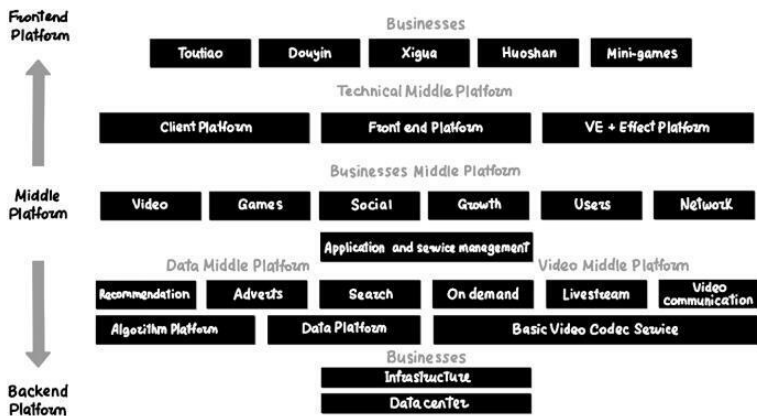 Frontend
Platform
Businesses
Toutiao Douyin Xigua Huoshan Mini-games
Technical Middle Platform
Client Platform Front end Platform VE + Effect Platform
Businesses Middle Platform
Middle
Platform
Video Games Social Growth Users Network
Application and service management
Data Middle Platform Video Middle Platform
Recommendation Adverts Search On demand Livestream Video
communication
Algorithm Platform Data Platform Basic Video Codec Service
Businesses
Infrastructure
Data center
Backend
Platform